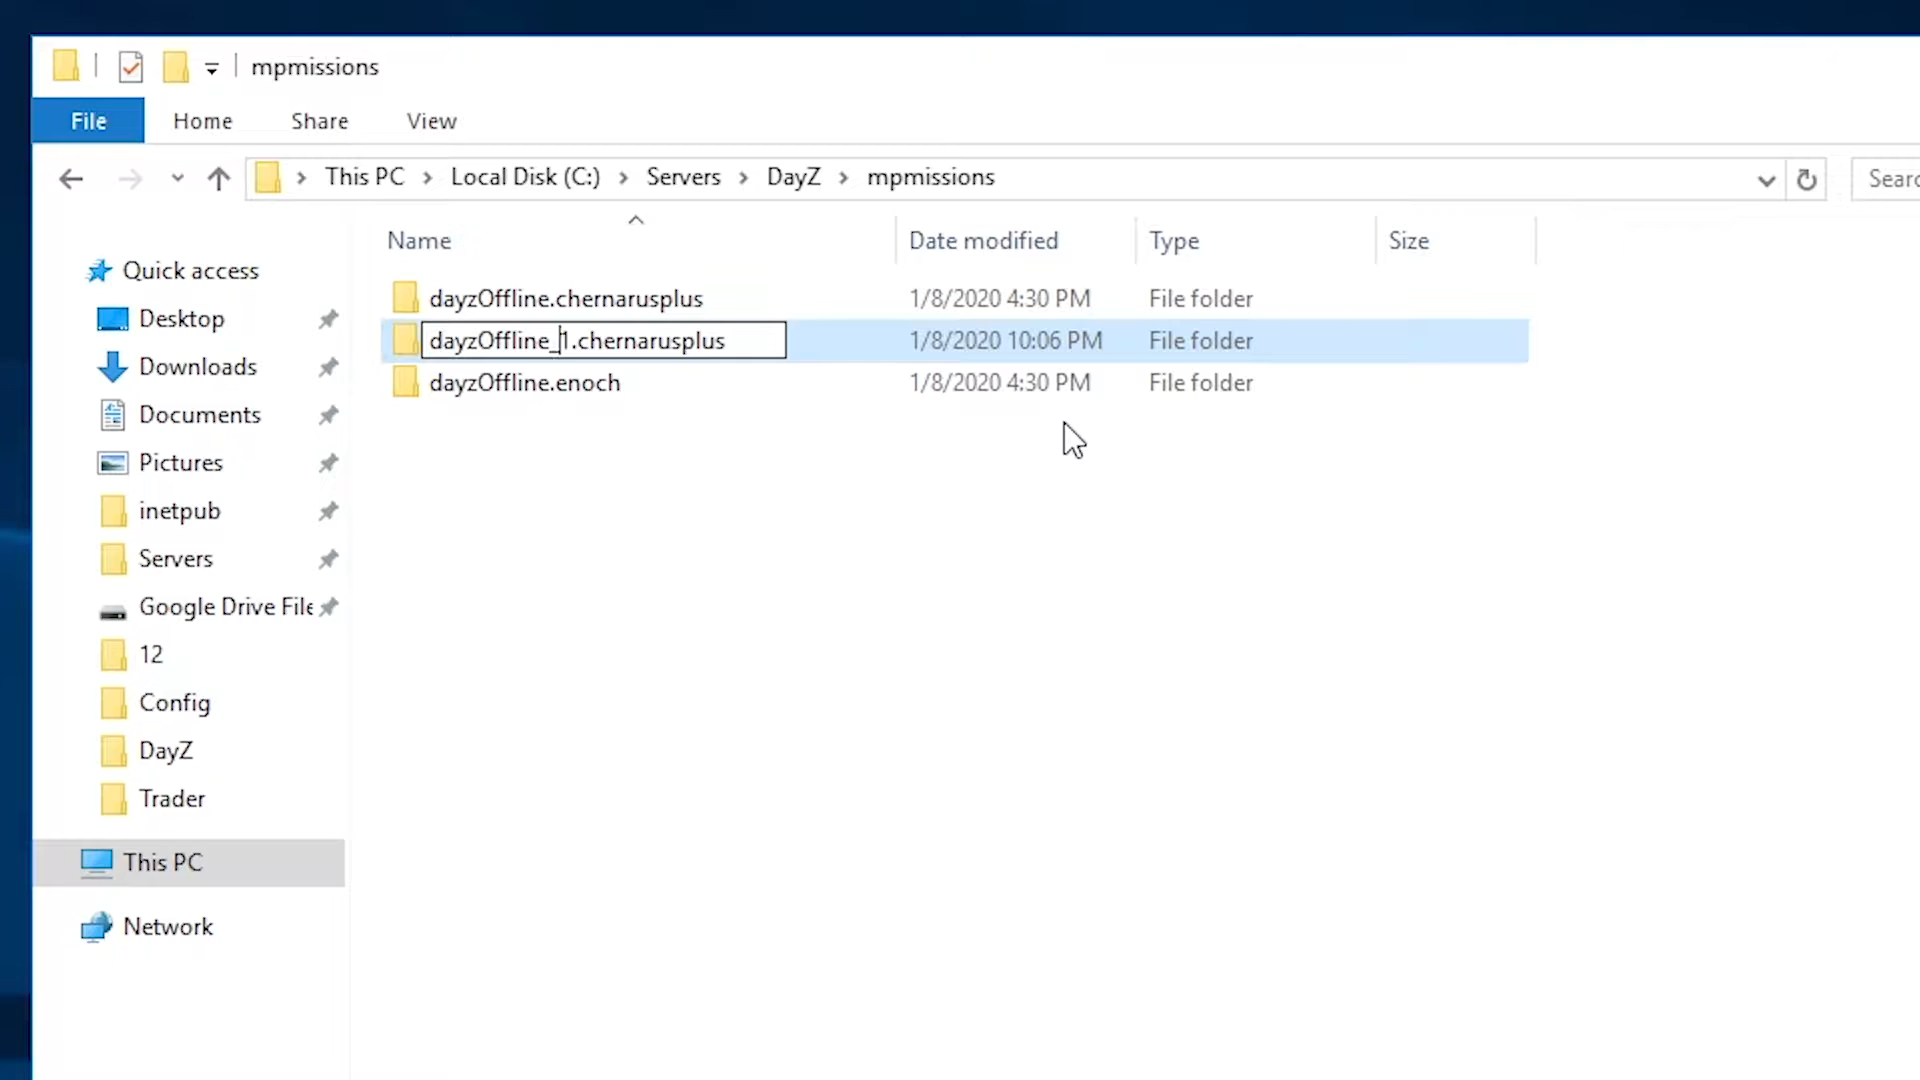 mpmissions
File Home Share View
This PC Local Disk (C:) Servers DayZ mpmissions
Name Date modified Type Size
Quick access
Desktop
Downloads
Documents
Pictures
inetpub
Servers
Google Drive File
12
Config
DayZ
Trader
This PC
Network
dayzOffline.chernarusplus 1/8/2020 4:30 PM File folder
dayzOffline_1.chernarusplus 1/8/2020 10:06 PM File folder
dayzOffline.enoch 1/8/2020 4:30 PM File folder